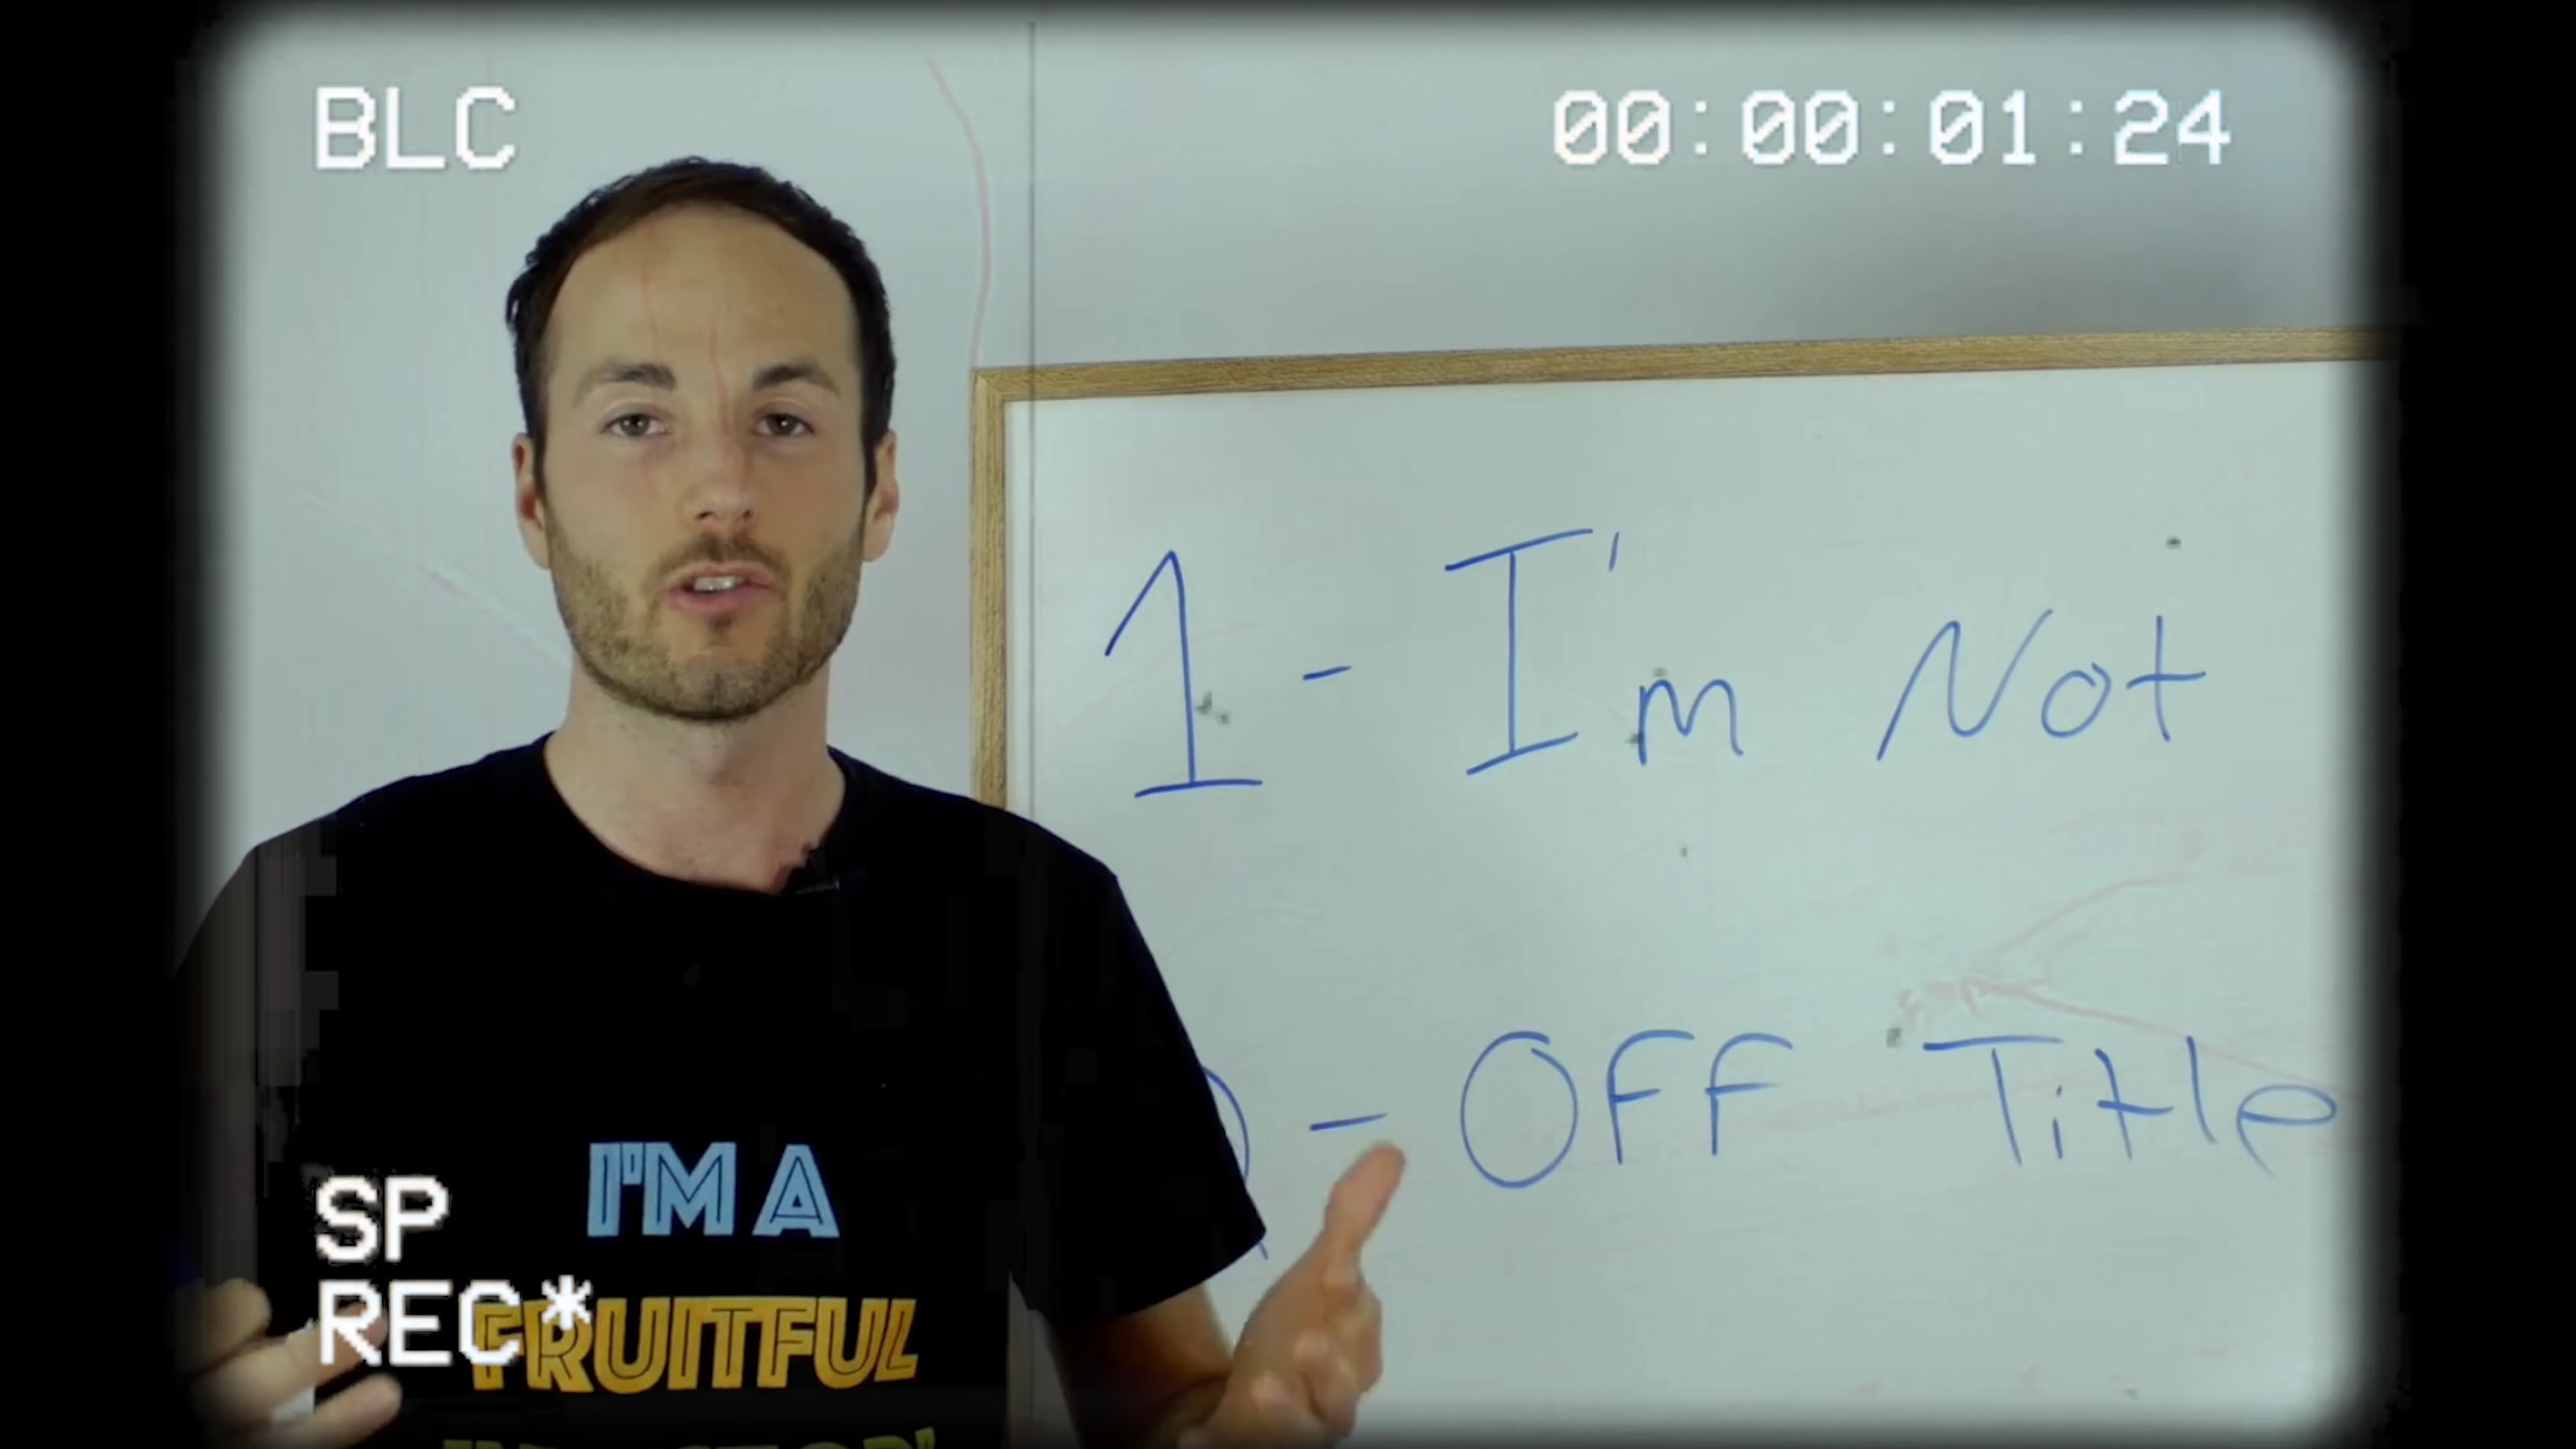 BLC
00:00:01:24
1 - I'm Not
- Off Title
I'M A
FRUITFUL
SP
REC*